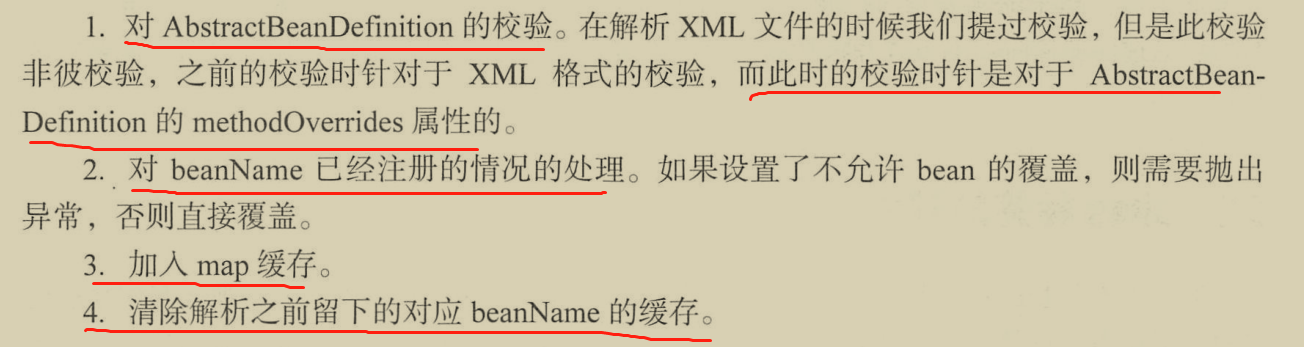 1. 对 AbstractBeanDefinition 的校验。在解析 XML 文件的时候我们提过校验，但是此校验
非彼校验，之前的校验时针对于 XML 格式的校验，而此时的校验时针是对于 AbstractBean-
Definition 的 methodOverrides 属性的。
2. 对 beanName 已经注册的情况的处理。如果设置了不允许 bean 的覆盖，则需要抛出
异常，否则直接覆盖。
3. 加入 map 缓存。
4. 清除解析之前留下的对应 beanName 的缓存。